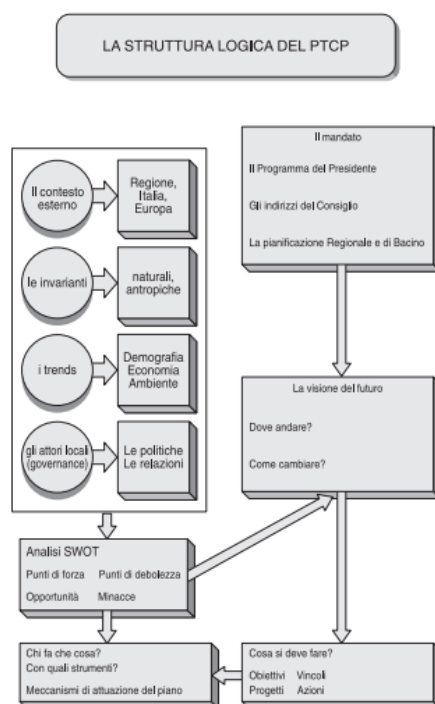 LA STRUTTURA LOGICA DEL PTCP
Il contesto
esterno
Regione,
Italia,
Europa
le invarianti
naturali,
antropiche
i trends
Demografia
Economia
Ambiente
gli attori locali
(governance)
Le politiche
Le relazioni
Il mandato
Il Programma del Presidente
Gli indirizzi del Consiglio
La pianificazione Regionale e di Bacino
La visione del futuro
Dove andare?
Come cambiare?
Analisi SWOT
Punti di forza Punti di debolezza
Opportunità Minacce
Chi fa che cosa?
Con quali strumenti?
Meccanismi di attuazione del piano
Cosa si deve fare?
Obiettivi Vincoli
Progetti Azioni